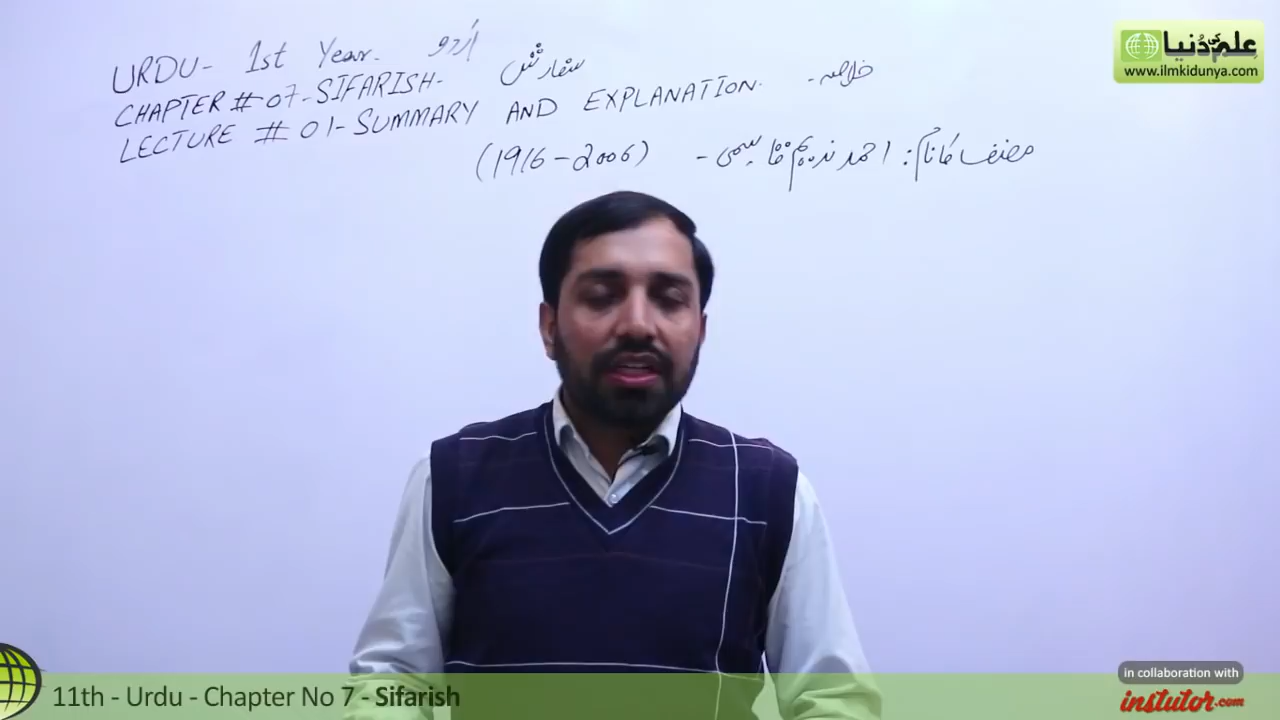 URDU- 1st Year. اُردو
CHAPTER # 07-SIFARISH- سفارش
LECTURE # 01-SUMMARY AND EXPLANATION. خلاصہ -
مصنف کا نام: احمد ندیم قاسمی - (1916-2006)
علم کی دُنیا
www.ilmkidunya.com
11th - Urdu - Chapter No 7 - Sifarish
in collaboration with
instutor.com